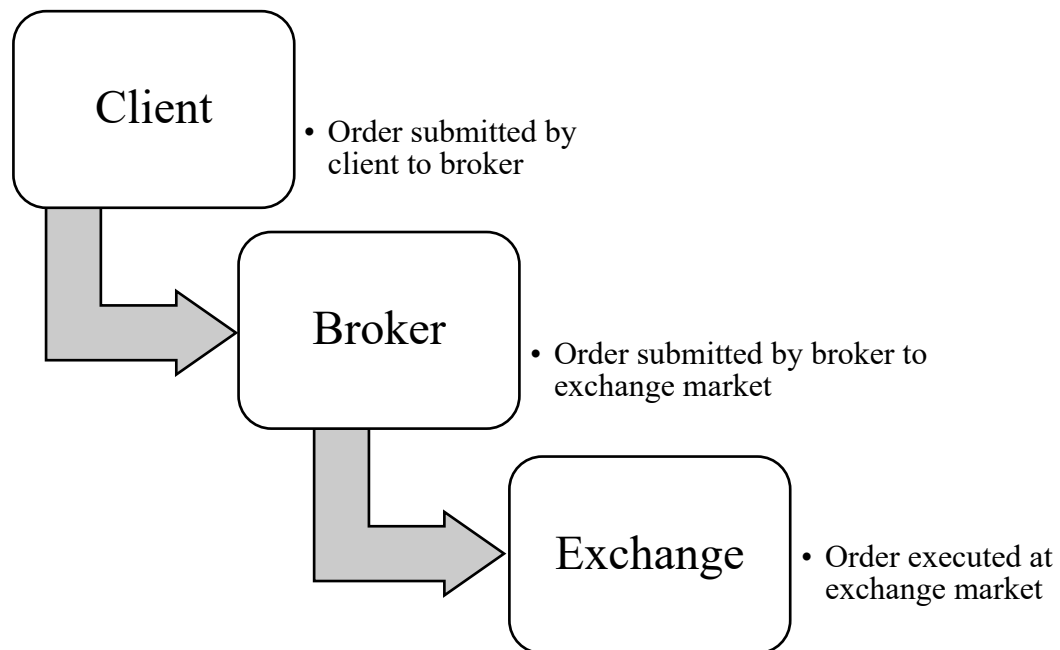 Client
• Order submitted by
client to broker
Broker
• Order submitted by broker to
exchange market
Exchange
• Order executed at
exchange market